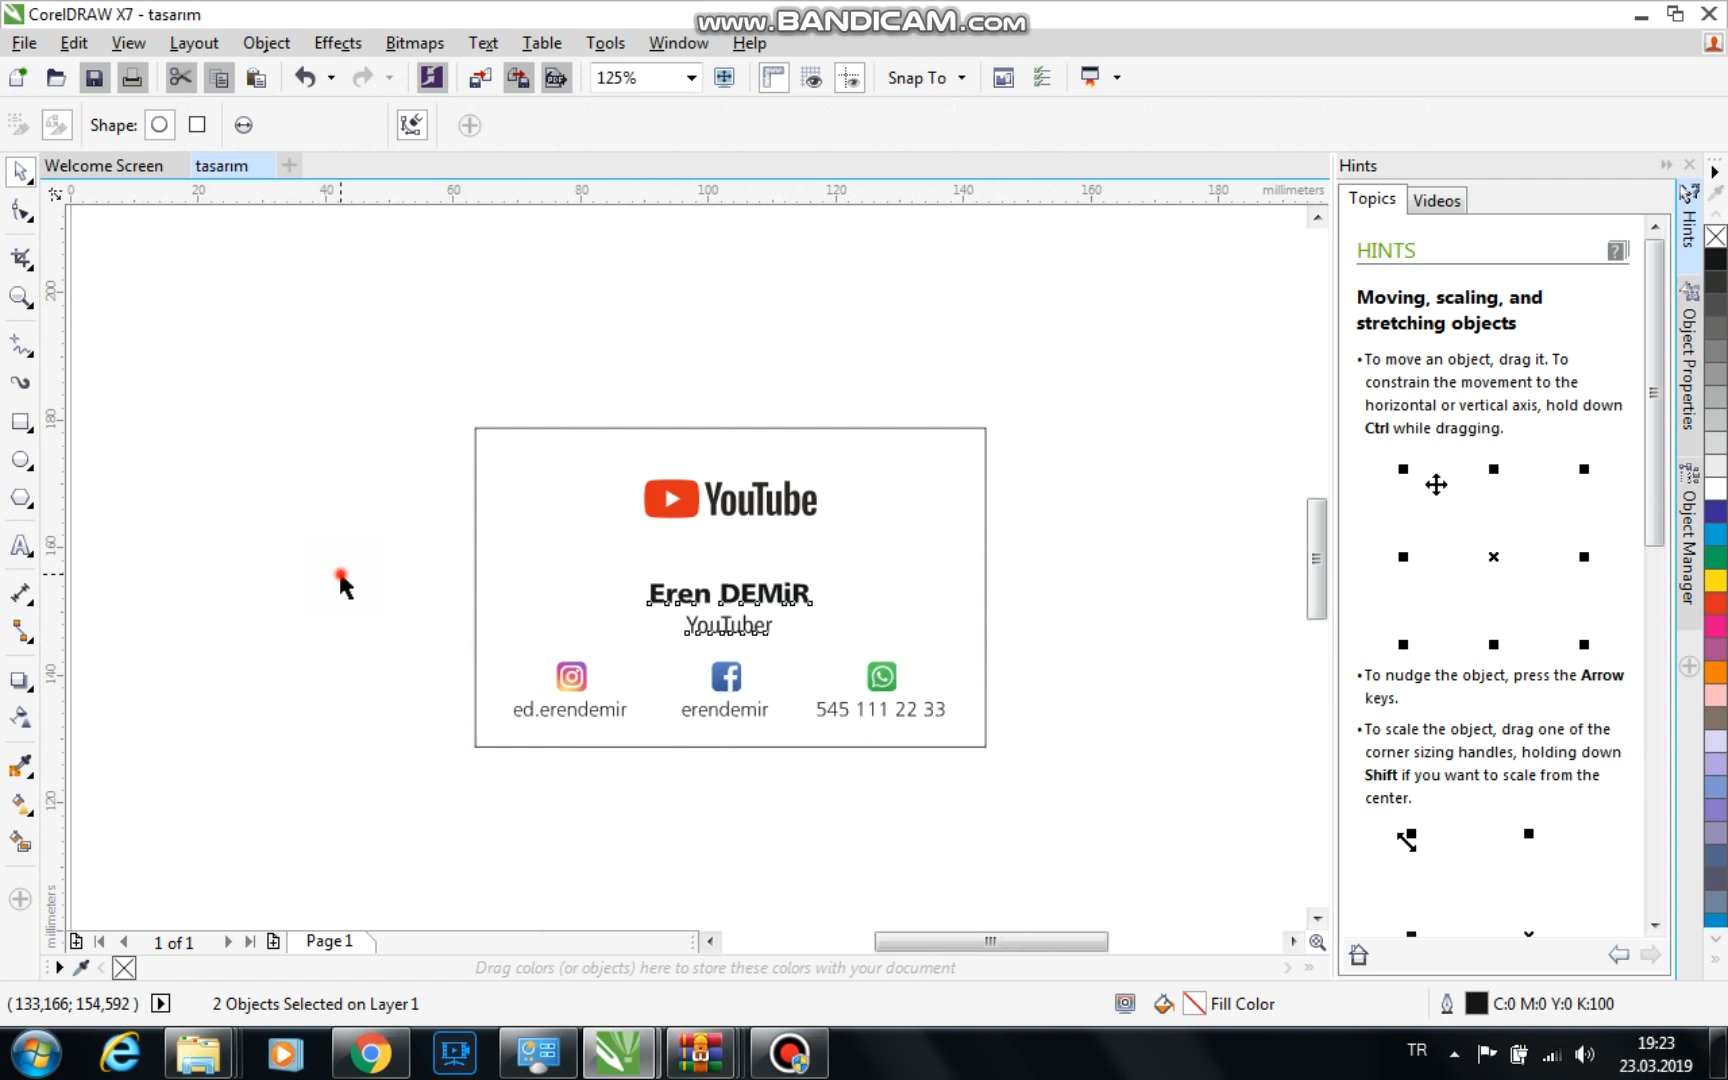 CorelDRAW X7 - tasarım
www.BANDICAM.com
File Edit View Layout Object Effects Bitmaps Text Table Tools Window Help
125% Snap To
Shape:
Welcome Screen tasarım
0 20 40 60 80 100 120 140 160 180 millimeters
200
180
160
140
120
millimeters
YouTube
Eren DEMiR
YouTuber
ed.erendemir erendemir 545 111 22 33
Hints
Topics Videos
HINTS
Moving, scaling, and
stretching objects
•To move an object, drag it. To
constrain the movement to the
horizontal or vertical axis, hold down
Ctrl while dragging.
•To nudge the object, press the Arrow
keys.
•To scale the object, drag one of the
corner sizing handles, holding down
Shift if you want to scale from the
center.
Hints
Object Properties
Object Manager
1 of 1 Page 1
Drag colors (or objects) here to store these colors with your document
(133,166; 154,592 ) 2 Objects Selected on Layer 1 Fill Color C:0 M:0 Y:0 K:100
TR 19:23
23.03.2019